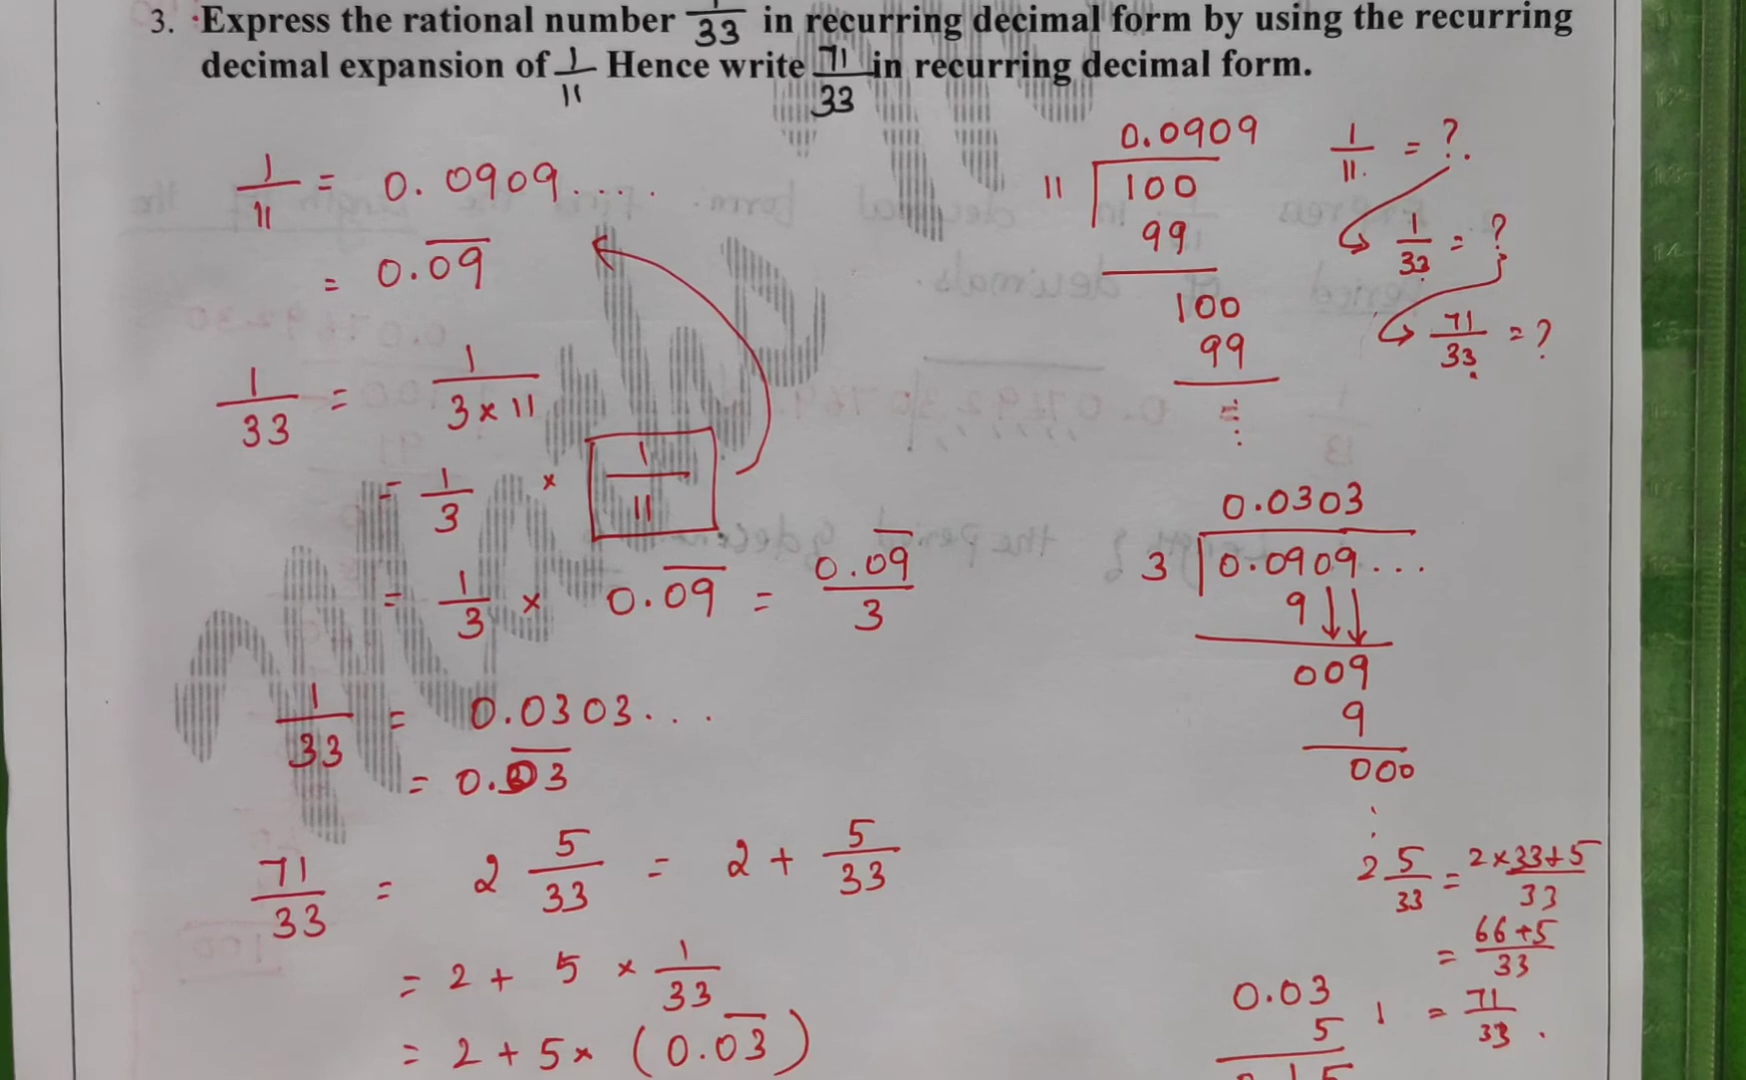 3. Express the rational number 1/33 in recurring decimal form by using the recurring
decimal expansion of 1/11 Hence write 71/33 in recurring decimal form.
1/11 = 0.0909....
= 0.0̅9̅
1/33 = 1/(3×11)
= 1/3 × 1/11
= 1/3 × 0.0̅9̅ = 0.0̅9̅/3
1/33 = 0.0303...
= 0.0̅3̅
71/33 = 2 5/33 = 2 + 5/33
= 2 + 5 × 1/33
= 2 + 5× (0.0̅3̅)
0.0909
11 100
99
100
99
1/11 = ?
1/33 = ?
71/33 = ?
0.0303
3 0.0909...
9
009
9
000
2 5/33 = (2×33+5)/33
= (66+5)/33
= 71/33.
0.03
5